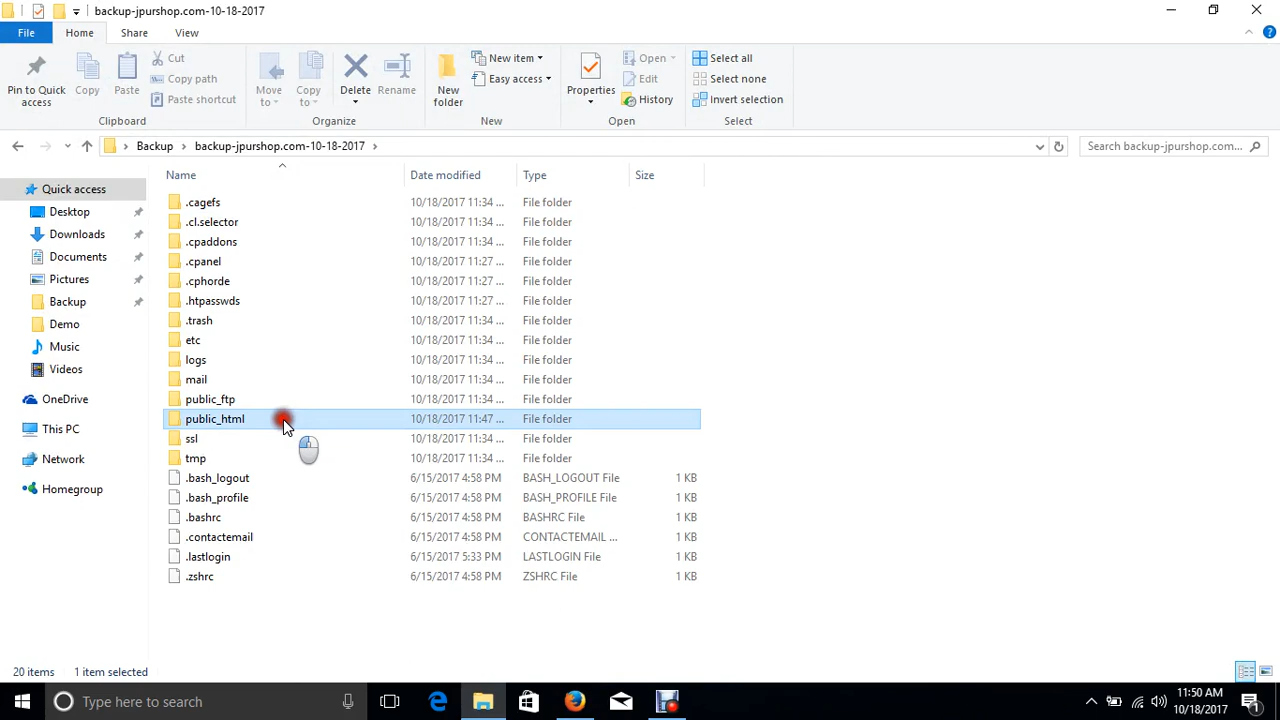 backup-jpurshop.com-10-18-2017
File Home Share View
Pin to Quick access
Copy
Paste
Cut
Copy path
Paste shortcut
Clipboard
Move to
Copy to
Delete
Rename
Organize
New folder
New item
Easy access
New
Properties
Open
Edit
History
Open
Select all
Select none
Invert selection
Select
Backup backup-jpurshop.com-10-18-2017
Search backup-jpurshop.com...
Quick access
Desktop
Downloads
Documents
Pictures
Backup
Demo
Music
Videos
OneDrive
This PC
Network
Homegroup
Name Date modified Type Size
.cagefs 10/18/2017 11:34 ... File folder
.cl.selector 10/18/2017 11:34 ... File folder
.cpaddons 10/18/2017 11:34 ... File folder
.cpanel 10/18/2017 11:27 ... File folder
.cphorde 10/18/2017 11:27 ... File folder
.htpasswds 10/18/2017 11:27 ... File folder
.trash 10/18/2017 11:34 ... File folder
etc 10/18/2017 11:34 ... File folder
logs 10/18/2017 11:34 ... File folder
mail 10/18/2017 11:34 ... File folder
public_ftp 10/18/2017 11:34 ... File folder
public_html 10/18/2017 11:47 ... File folder
ssl 10/18/2017 11:34 ... File folder
tmp 10/18/2017 11:34 ... File folder
.bash_logout 6/15/2017 4:58 PM BASH_LOGOUT File 1 KB
.bash_profile 6/15/2017 4:58 PM BASH_PROFILE File 1 KB
.bashrc 6/15/2017 4:58 PM BASHRC File 1 KB
.contactemail 6/15/2017 4:58 PM CONTACTEMAIL ... 1 KB
.lastlogin 6/15/2017 5:33 PM LASTLOGIN File 1 KB
.zshrc 6/15/2017 4:58 PM ZSHRC File 1 KB
20 items 1 item selected
Type here to search
11:50 AM
10/18/2017
1